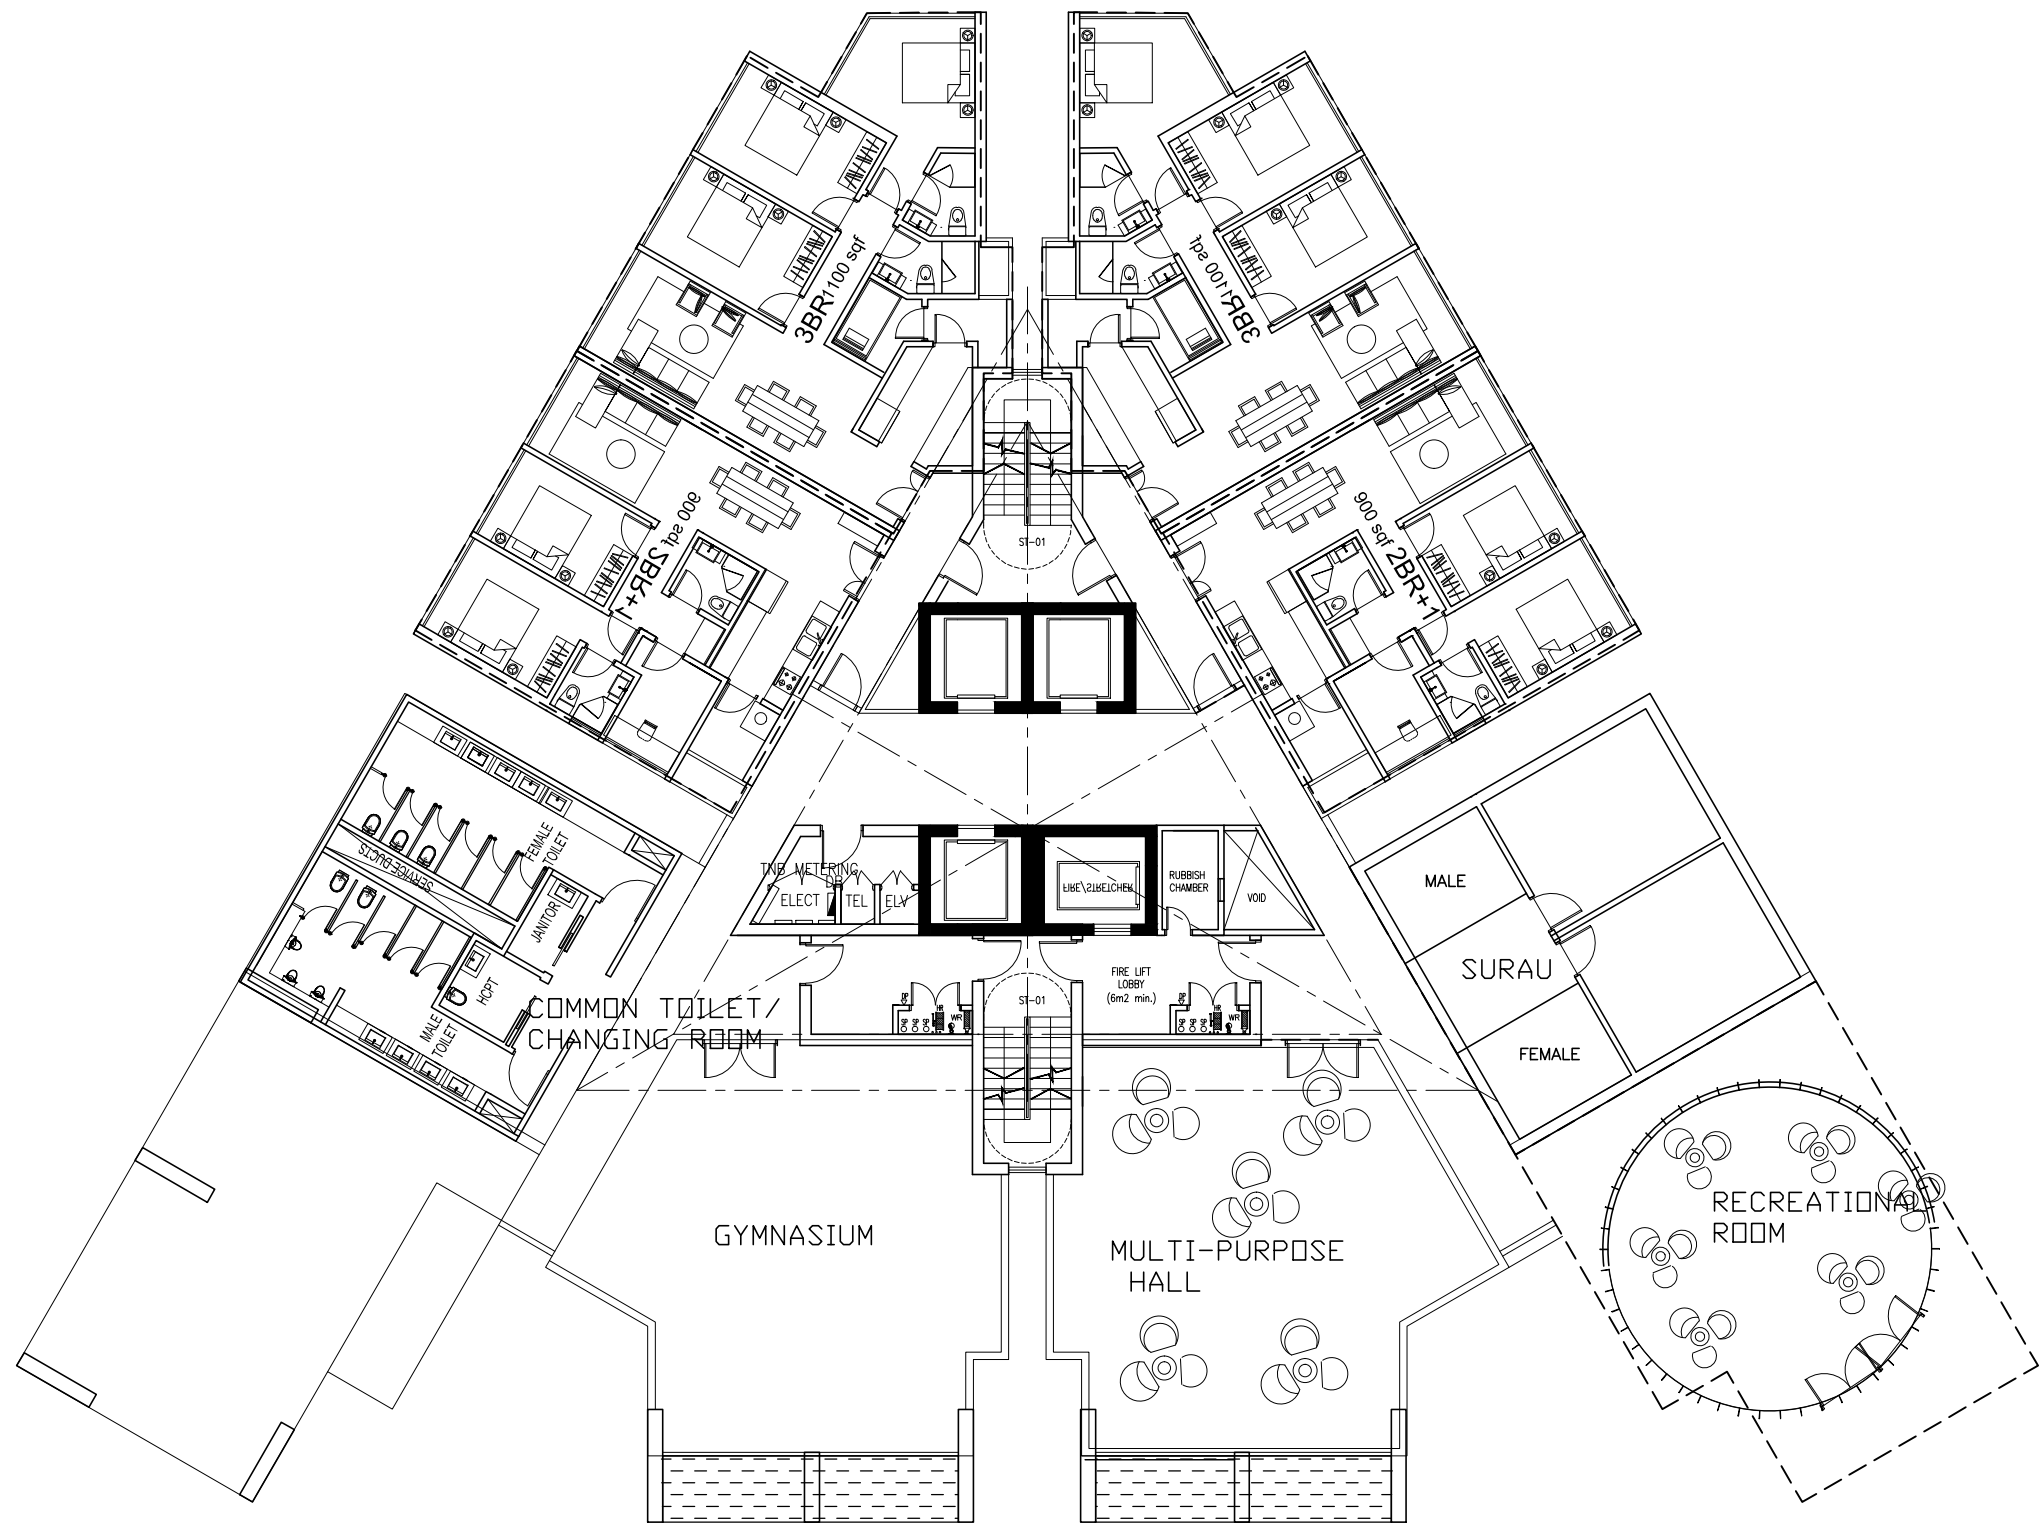 3BR 1100 sqf
3BR 1100 sqf
900 sqf 2BR+1
900 sqf 2BR+1
ST-01
FEMALE
TOILET
SERVICE DUCTS
JANITOR
HCPT
MALE
TOILET
COMMON TOILET/
CHANGING ROOM
TNB METERING
DB
ELECT
TEL
ELV
FIRE/STRETCHER
RUBBISH
CHAMBER
VOID
FIRE LIFT
LOBBY
(6m2 min.)
ST-01
HR
WR
HR
WR
MALE
SURAU
FEMALE
GYMNASIUM
MULTI-PURPOSE
HALL
RECREATIONAL
ROOM